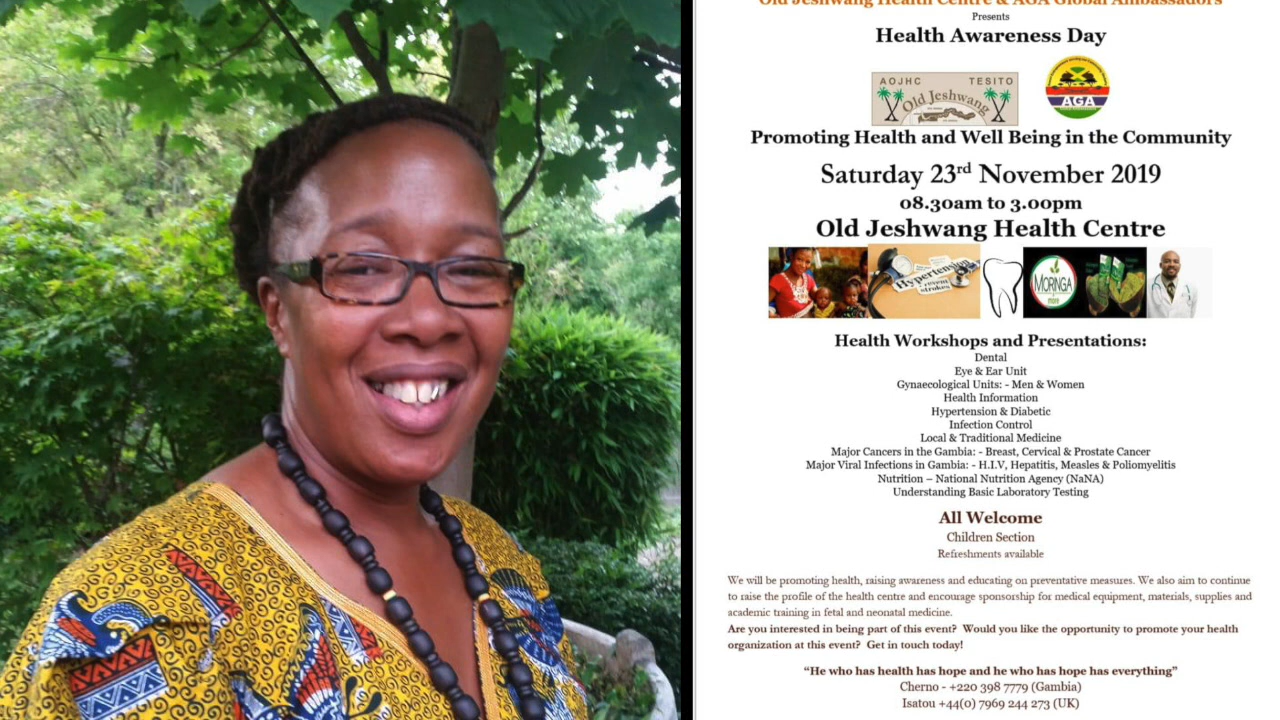 Old Jeshwang Health Centre & AGA Global Ambassadors
Presents
Health Awareness Day
AOJHC TESITO
Old Jeshwang
AGA
Promoting Health and Well Being in the Community
Saturday 23rd November 2019
08.30am to 3.00pm
Old Jeshwang Health Centre
Hypertension
prevent
strokes
MORINGA
more
Health Workshops and Presentations:
Dental
Eye & Ear Unit
Gynaecological Units: - Men & Women
Health Information
Hypertension & Diabetic
Infection Control
Local & Traditional Medicine
Major Cancers in the Gambia: - Breast, Cervical & Prostate Cancer
Major Viral Infections in Gambia: - H.I.V, Hepatitis, Measles & Poliomyelitis
Nutrition – National Nutrition Agency (NaNA)
Understanding Basic Laboratory Testing
All Welcome
Children Section
Refreshments available
We will be promoting health, raising awareness and educating on preventative measures. We also aim to continue
to raise the profile of the health centre and encourage sponsorship for medical equipment, materials, supplies and
academic training in fetal and neonatal medicine.
Are you interested in being part of this event? Would you like the opportunity to promote your health
organization at this event? Get in touch today!
“He who has health has hope and he who has hope has everything”
Cherno - +220 398 7779 (Gambia)
Isatou +44(0) 7969 244 273 (UK)